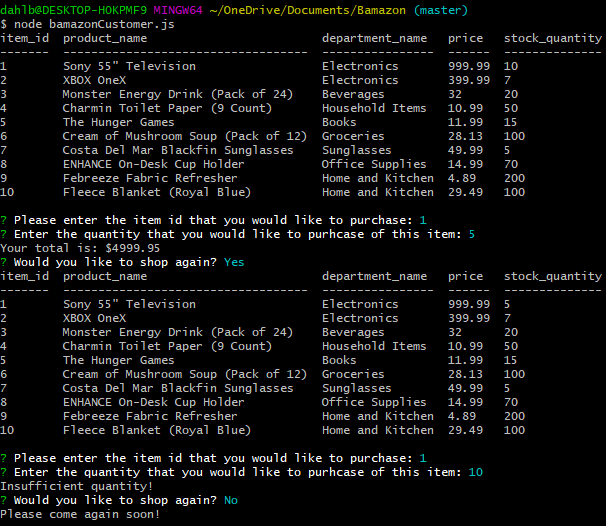 dahlb@DESKTOP-HOKPMF9 MINGW64 ~/OneDrive/Documents/Bamazon (master)
$ node bamazonCustomer.js
item_id  product_name                         department_name  price   stock_quantity
-------  -----------------------------------  ---------------  ------  --------------
1        Sony 55" Television                  Electronics      999.99  10
2        XBOX OneX                            Electronics      399.99  7
3        Monster Energy Drink (Pack of 24)    Beverages        32      20
4        Charmin Toilet Paper (9 Count)       Household Items  10.99   50
5        The Hunger Games                     Books            11.99   15
6        Cream of Mushroom Soup (Pack of 12)  Groceries        28.13   100
7        Costa Del Mar Blackfin Sunglasses    Sunglasses       49.99   5
8        ENHANCE On-Desk Cup Holder           Office Supplies  14.99   70
9        Febreeze Fabric Refresher            Home and Kitchen 4.89    200
10       Fleece Blanket (Royal Blue)          Home and Kitchen 29.49   100
? Please enter the item id that you would like to purchase: 1
? Enter the quantity that you would like to purhcase of this item: 5
Your total is: $4999.95
? Would you like to shop again? Yes
item_id  product_name                         department_name  price   stock_quantity
-------  -----------------------------------  ---------------  ------  --------------
1        Sony 55" Television                  Electronics      999.99  5
2        XBOX OneX                            Electronics      399.99  7
3        Monster Energy Drink (Pack of 24)    Beverages        32      20
4        Charmin Toilet Paper (9 Count)       Household Items  10.99   50
5        The Hunger Games                     Books            11.99   15
6        Cream of Mushroom Soup (Pack of 12)  Groceries        28.13   100
7        Costa Del Mar Blackfin Sunglasses    Sunglasses       49.99   5
8        ENHANCE On-Desk Cup Holder           Office Supplies  14.99   70
9        Febreeze Fabric Refresher            Home and Kitchen 4.89    200
10       Fleece Blanket (Royal Blue)          Home and Kitchen 29.49   100
? Please enter the item id that you would like to purchase: 1
? Enter the quantity that you would like to purhcase of this item: 10
Insufficient quantity!
? Would you like to shop again? No
Please come again soon!